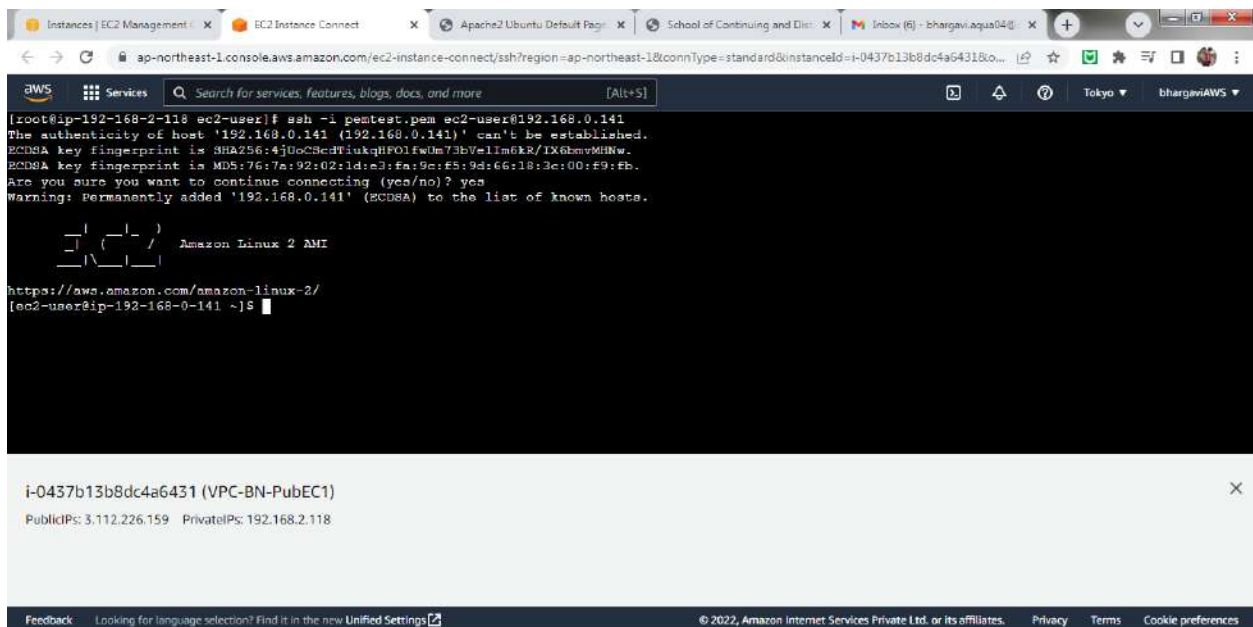 Instances | EC2 Management C
EC2 Instance Connect
Apache2 Ubuntu Default Page
School of Continuing and Dist
Inbox (6) - bhargavi.aqua04@
ap-northeast-1.console.aws.amazon.com/ec2-instance-connect/ssh?region=ap-northeast-1&connType=standard&instanceId=i-0437b13b8dc4a6431&o...
aws Services Search for services, features, blogs, docs, and more [Alt+S] Tokyo bhargaviAWS
[root@ip-192-168-2-118 ec2-user]# ssh -i pemtest.pem ec2-user@192.168.0.141
The authenticity of host '192.168.0.141 (192.168.0.141)' can't be established.
ECDSA key fingerprint is
ECDSA key fingerprint is MD5:76:7a:92:02:1d:e3:fa:9c:f5:9d:66:18:3c:00:f9:fb.
Are you sure you want to continue connecting (yes/no)? yes
Warning: Permanently added '192.168.0.141' (ECDSA) to the list of known hosts.
__| __|_ )
_| ( / Amazon Linux 2 AMI
___|\___|___|
https://aws.amazon.com/amazon-linux-2/
[ec2-user@ip-192-168-0-141 ~]$
i-0437b13b8dc4a6431 (VPC-BN-PubEC1)
PublicIPs: 3.112.226.159 PrivateIPs: 192.168.2.118
Feedback Looking for language selection? Find it in the new Unified Settings © 2022, Amazon Internet Services Private Ltd. or its affiliates. Privacy Terms Cookie preferences